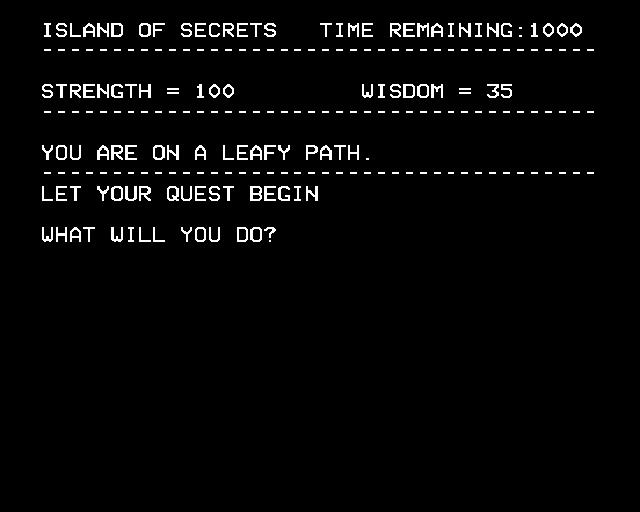 ISLAND OF SECRETS   TIME REMAINING:1000
----------------------------------------
STRENGTH = 100         WISDOM = 35
----------------------------------------
YOU ARE ON A LEAFY PATH.
----------------------------------------
LET YOUR QUEST BEGIN
WHAT WILL YOU DO?